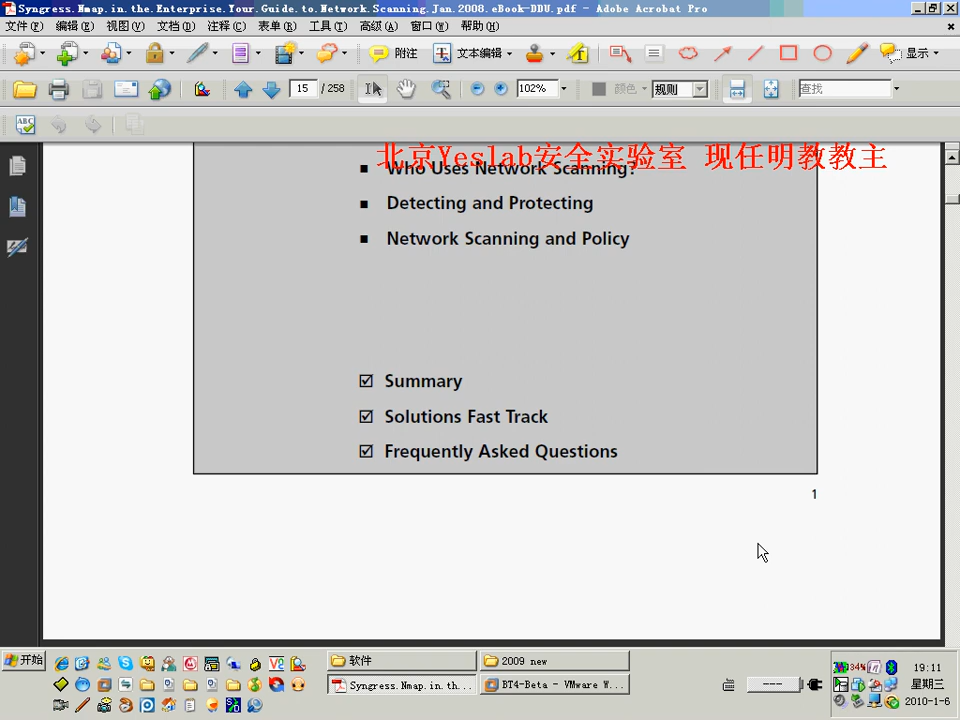 Syngress.Nmap.in.the.Enterprise.Your.Guide.to.Network.Scanning.Jan.2008.eBook-DDU.pdf - Adobe Acrobat Pro
文件(F) 编辑(E) 视图(V) 文档(D) 注释(C) 表单(R) 工具(T) 高级(A) 窗口(W) 帮助(H)
附注 文本编辑 显示
15 / 258 102% 颜色 规则 查找
北京Yeslab安全实验室 现任明教教主
Who Uses Network Scanning?
Detecting and Protecting
Network Scanning and Policy
Summary
Solutions Fast Track
Frequently Asked Questions
1
开始 软件 2009 new
Syngress.Nmap.in.th... BT4-Beta - VMware W...
34%
19:11
星期三
2010-1-6